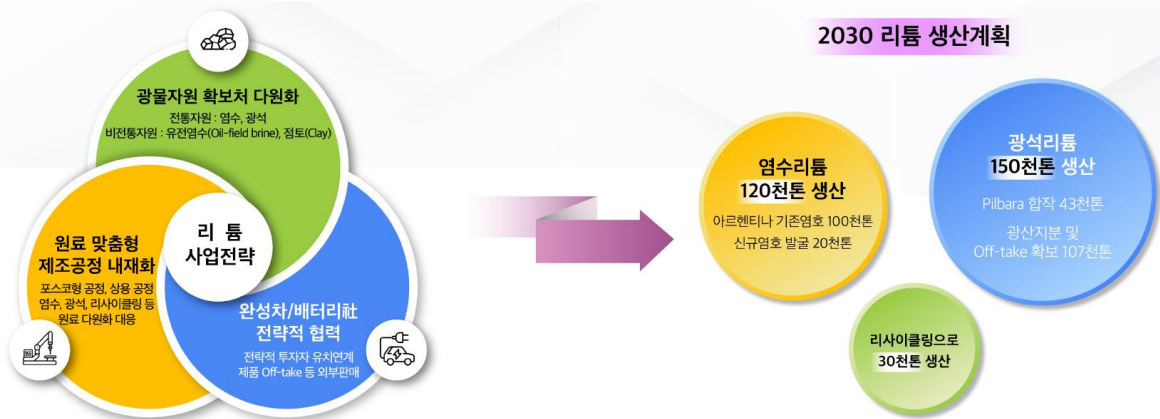 광물자원 확보처 다원화
전통자원 : 염수, 광석
비전통자원 : 유전염수(Oil-field brine), 점토(Clay)
원료 맞춤형
제조공정 내재화
포스코형 공정, 상용 공정
염수, 광석, 리사이클링 등
원료 다원화 대응
리 튬
사업전략
완성차/배터리社
전략적 협력
전략적 투자자 유치연계
제품 Off-take 등 외부판매
2030 리튬 생산계획
염수리튬
120천톤 생산
아르헨티나 기존염호 100천톤
신규염호 발굴 20천톤
광석리튬
150천톤 생산
Pilbara 합작 43천톤
광산지분 및
Off-take 확보 107천톤
리사이클링으로
30천톤 생산